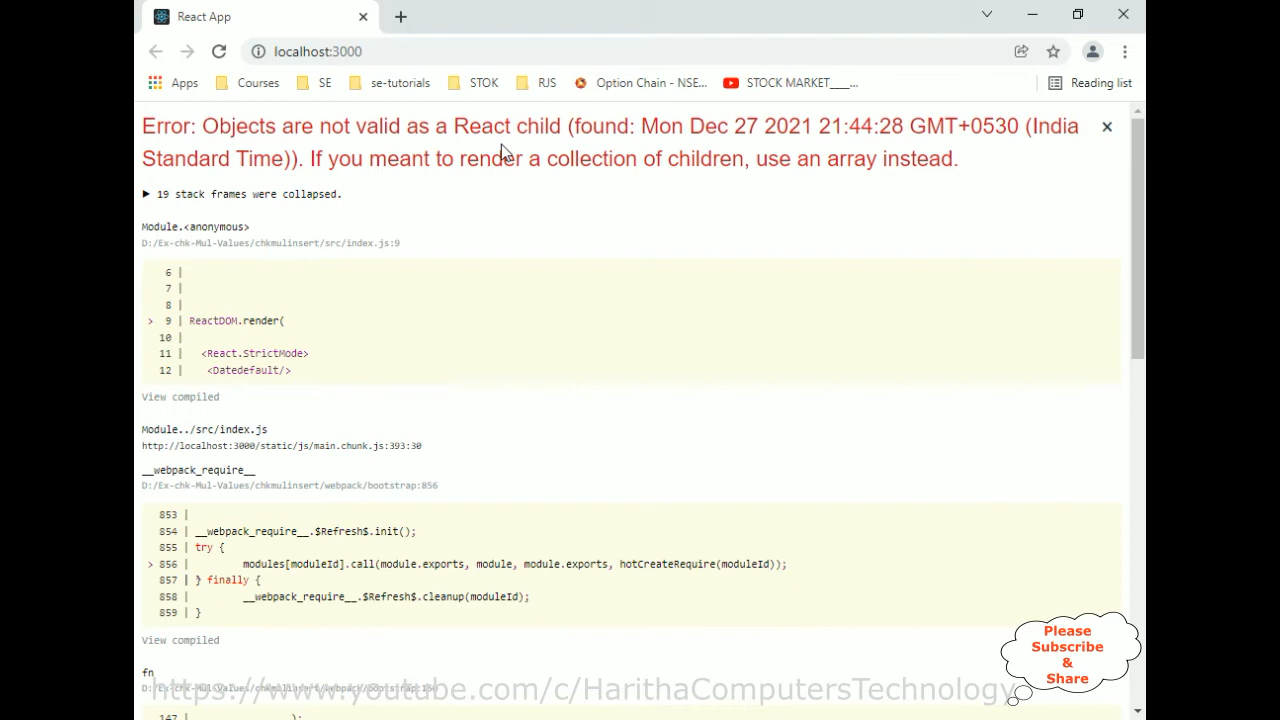 React App
localhost:3000
Apps Courses SE se-tutorials STOK RJS Option Chain - NSE... STOCK MARKET___... Reading list
Error: Objects are not valid as a React child (found: Mon Dec 27 2021 21:44:28 GMT+0530 (India
Standard Time)). If you meant to render a collection of children, use an array instead.
▶ 19 stack frames were collapsed.
Module.<anonymous>
D:/Ex-chk-Mul-Values/chkmulinsert/src/index.js:9
6 |
7 |
8 |
> 9 | ReactDOM.render(
10 |
11 | <React.StrictMode>
12 | <Datedefault/>
View compiled
Module../src/index.js
http://localhost:3000/static/js/main.chunk.js:393:30
__webpack_require__
D:/Ex-chk-Mul-Values/chkmulinsert/webpack/bootstrap:856
853 |
854 | __webpack_require__.$Refresh$.init();
855 | try {
> 856 | modules[moduleId].call(module.exports, module, module.exports, hotCreateRequire(moduleId));
857 | } finally {
858 | __webpack_require__.$Refresh$.cleanup(moduleId);
859 | }
View compiled
Please
Subscribe
&
Share
fn
https://www.youtube.com/c/HarithaComputersTechnology
147 | );